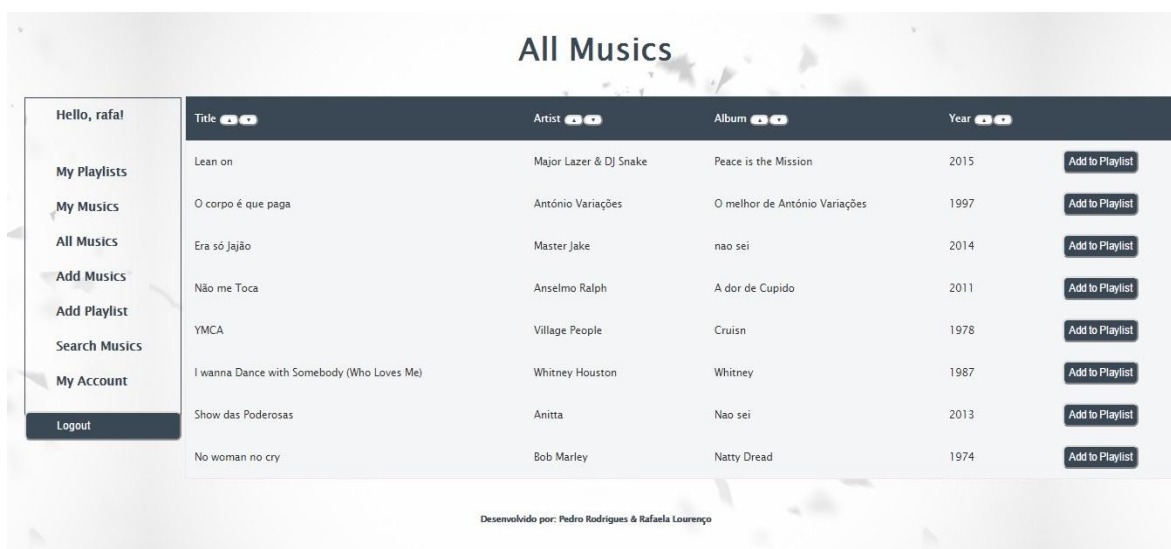 All Musics
Hello, rafa!
My Playlists
My Musics
All Musics
Add Musics
Add Playlist
Search Musics
My Account
Logout
Title Artist Album Year
Lean on Major Lazer & DJ Snake Peace is the Mission 2015 Add to Playlist
O corpo é que paga António Variações O melhor de António Variações 1997 Add to Playlist
Era só Jajão Master Jake nao sei 2014 Add to Playlist
Não me Toca Anselmo Ralph A dor de Cupido 2011 Add to Playlist
YMCA Village People Cruisn 1978 Add to Playlist
I wanna Dance with Somebody (Who Loves Me) Whitney Houston Whitney 1987 Add to Playlist
Show das Poderosas Anitta Nao sei 2013 Add to Playlist
No woman no cry Bob Marley Natty Dread 1974 Add to Playlist
Desenvolvido por: Pedro Rodrigues & Rafaela Lourenço